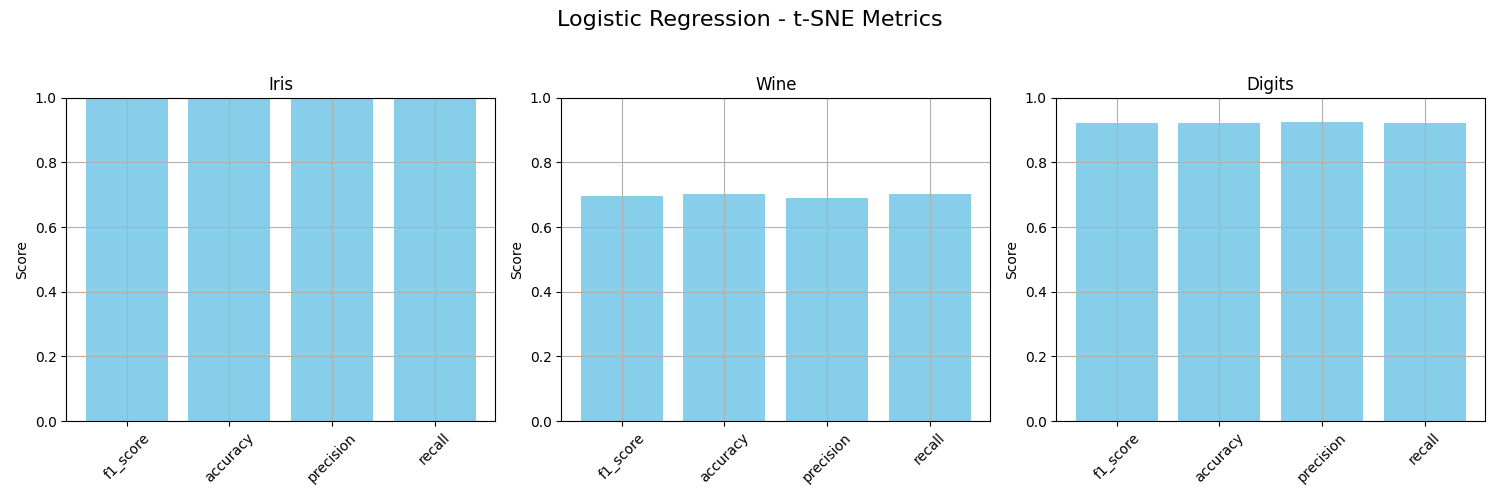 Logistic Regression - t-SNE Metrics
Iris
1.0
0.8
0.6
0.4
0.2
0.0
Score
f1_score
accuracy
precision
recall
Wine
1.0
0.8
0.6
0.4
0.2
0.0
Score
f1_score
accuracy
precision
recall
Digits
1.0
0.8
0.6
0.4
0.2
0.0
Score
f1_score
accuracy
precision
recall